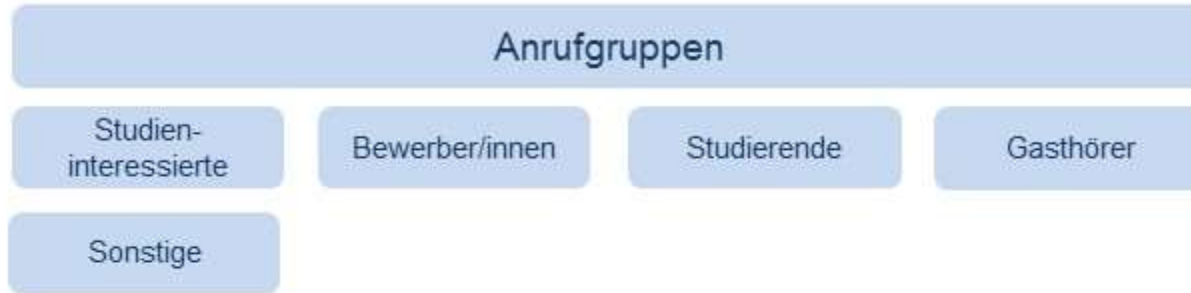 Anrufgruppen
Studien-
interessierte
Bewerber/innen
Studierende
Gasthörer
Sonstige